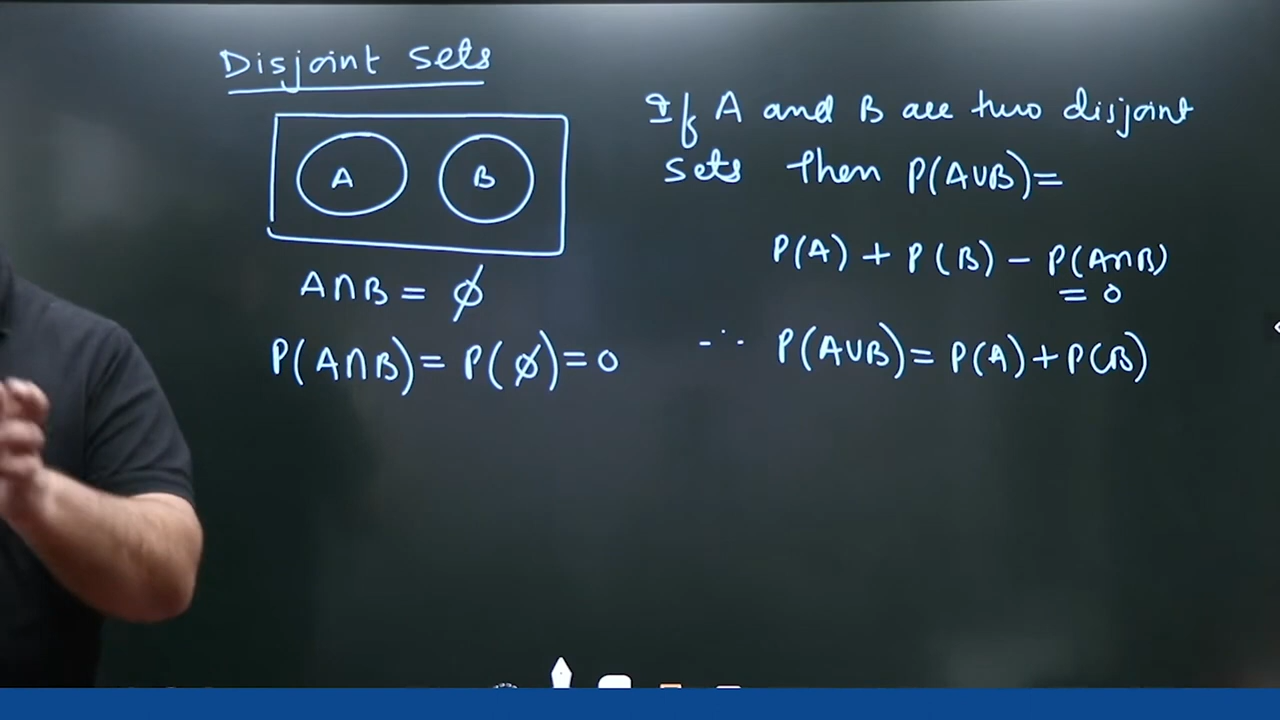 Disjoint Sets
A
B
A∩B = ϕ
P(A∩B) = P(ϕ) = 0
If A and B are two disjoint
sets then P(A∪B) =
P(A) + P(B) - P(A∩B)
= 0
∴ P(A∪B) = P(A) + P(B)